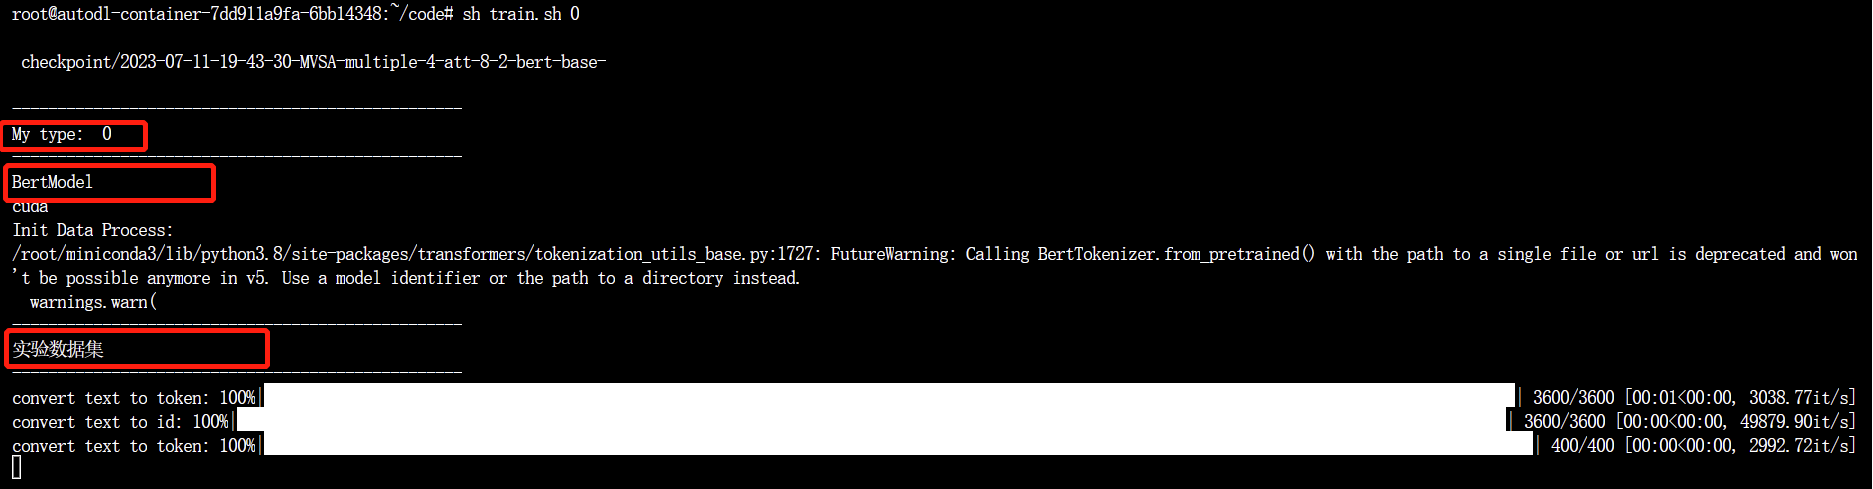 root@autodl-container-7dd911a9fa-6bb14348:~/code# sh train.sh 0
checkpoint/2023-07-11-19-43-30-MVSA-multiple-4-att-8-2-bert-base-
--------------------------------------------------
My type:  0
--------------------------------------------------
BertModel
cuda
Init Data Process:
/root/miniconda3/lib/python3.8/site-packages/transformers/tokenization_utils_base.py:1727: FutureWarning: Calling BertTokenizer.from_pretrained() with the path to a single file or url is deprecated and won
't be possible anymore in v5. Use a model identifier or the path to a directory instead.
warnings.warn(
--------------------------------------------------
实验数据集
--------------------------------------------------
convert text to token: 100%| | 3600/3600 [00:01<00:00, 3038.77it/s]
convert text to id: 100%| | 3600/3600 [00:00<00:00, 49879.90it/s]
convert text to token: 100%| | 400/400 [00:00<00:00, 2992.72it/s]